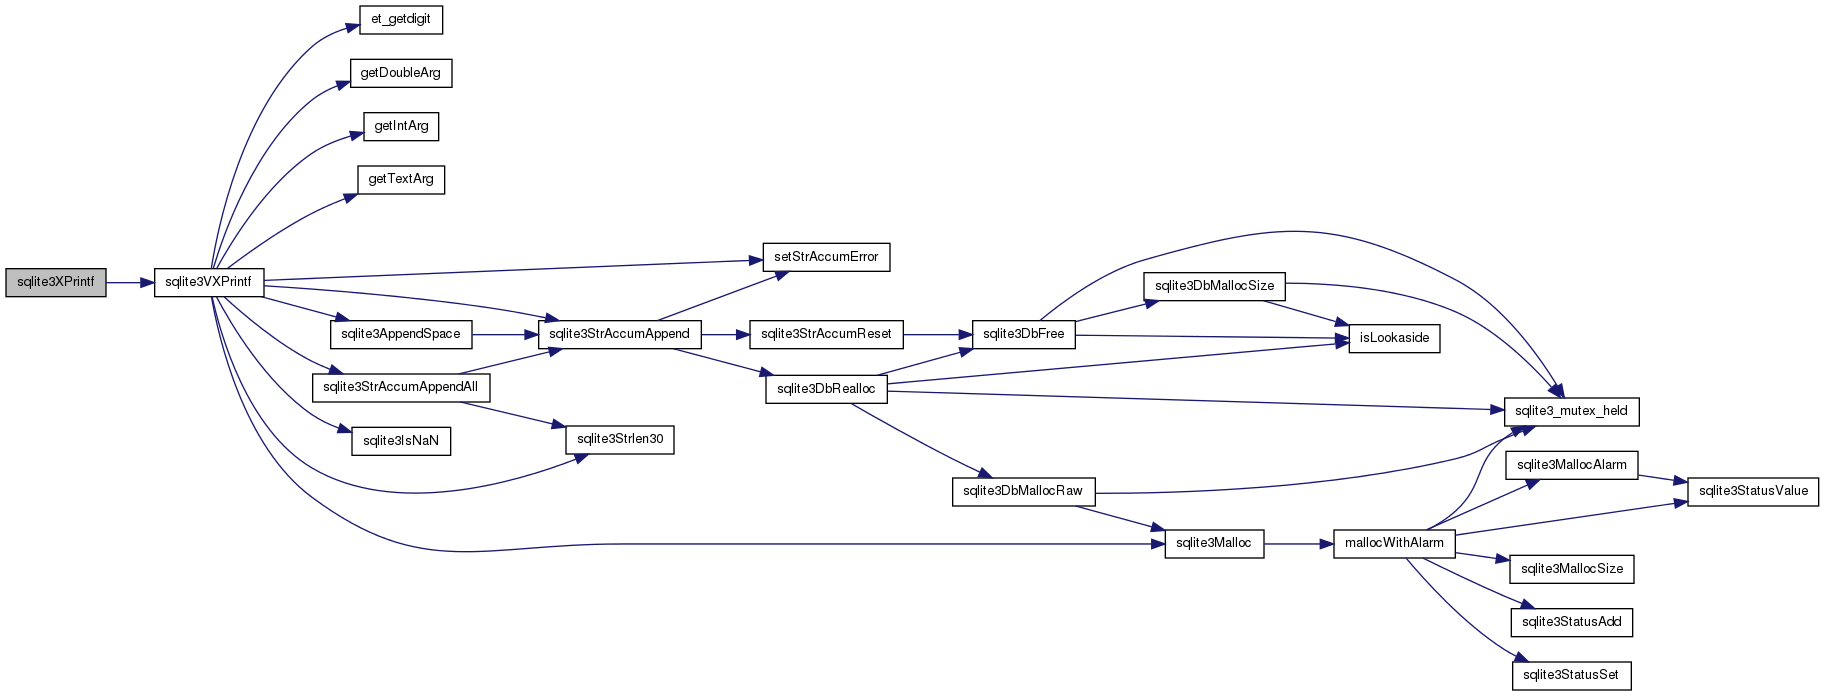 et_getdigit
getDoubleArg
getIntArg
getTextArg
setStrAccumError
sqlite3XPrintf
sqlite3VXPrintf
sqlite3DbMallocSize
sqlite3AppendSpace
sqlite3StrAccumAppend
sqlite3StrAccumReset
sqlite3DbFree
isLookaside
sqlite3StrAccumAppendAll
sqlite3DbRealloc
sqlite3_mutex_held
sqlite3IsNaN
sqlite3Strlen30
sqlite3MallocAlarm
sqlite3DbMallocRaw
sqlite3StatusValue
sqlite3Malloc
mallocWithAlarm
sqlite3MallocSize
sqlite3StatusAdd
sqlite3StatusSet